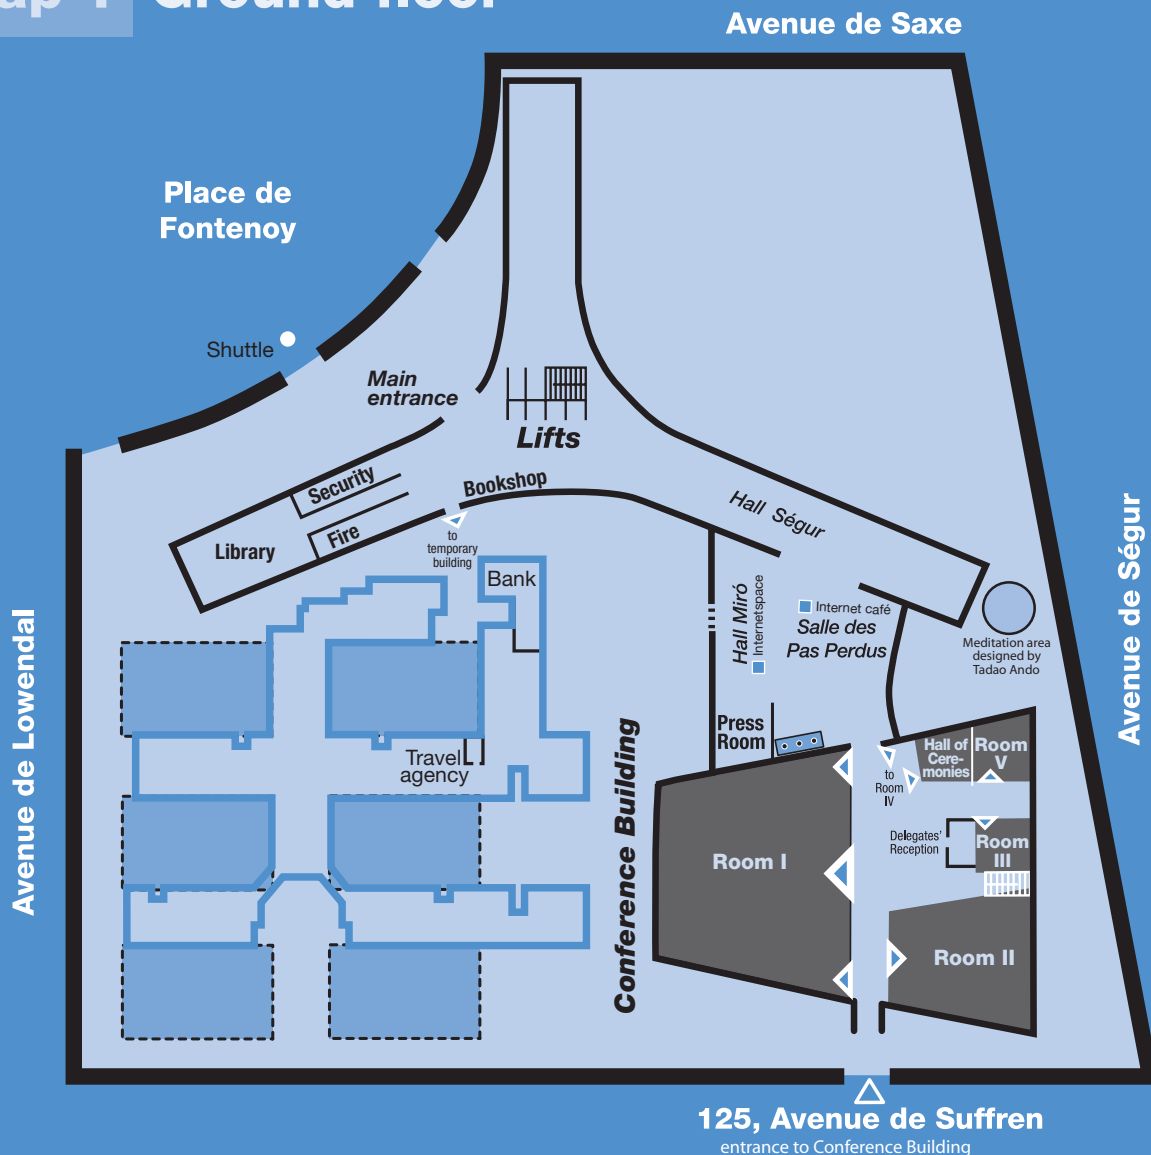 Ground floor
Avenue de Saxe
Place de
Fontenoy
Shuttle
Main
entrance
Lifts
Security
Bookshop
Fire
Library
to
temporary
building
Hall Ségur
Bank
Hall Miró
Internetspace
Internet café
Salle des
Pas Perdus
Meditation area
designed by
Tadao Ando
Avenue de Ségur
Avenue de Lowendal
Travel
agency
Conference Building
Press
Room
Hall of
Cere-
monies
Room
V
to
Room
IV
Delegates'
Reception
Room
III
Room I
Room II
125, Avenue de Suffren
entrance to Conference Building